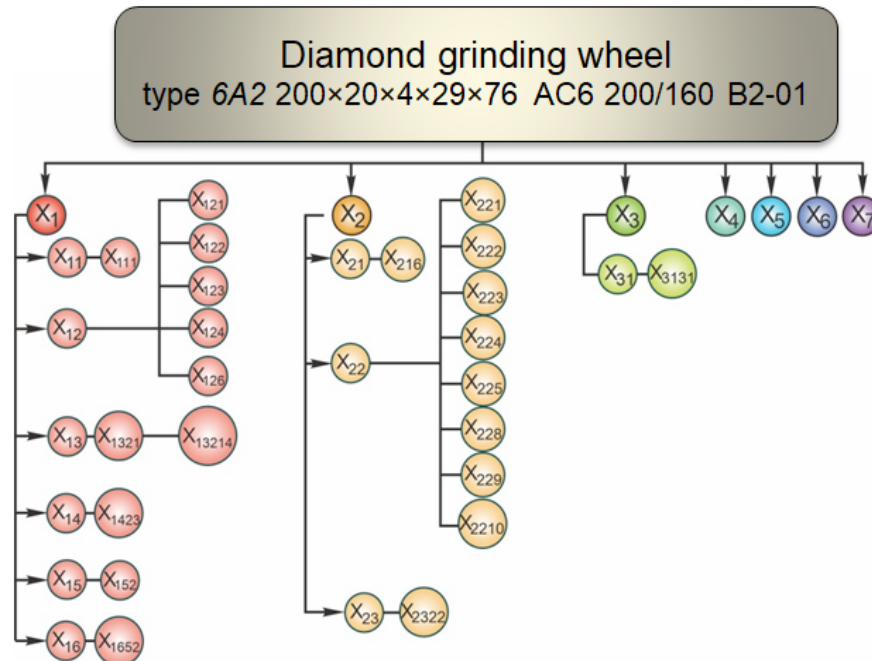 Diamond grinding wheel
type 6A2 200×20×4×29×76 AC6 200/160 B2-01
X1
X2
X3
X4
X5
X6
X7
X11
X111
X12
X121
X122
X123
X124
X126
X13
X1321
X13214
X14
X1423
X15
X152
X16
X1652
X21
X216
X22
X221
X222
X223
X224
X225
X228
X229
X2210
X23
X2322
X31
X3131